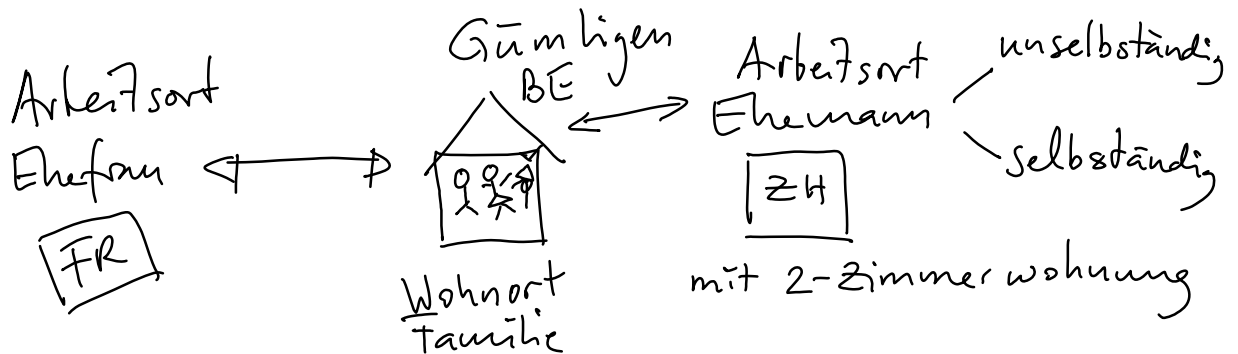 Arbeitsort
Ehefrau
FR
Gümligen
BE
Wohnort
Familie
Arbeitsort
Ehemann
ZH
mit 2-Zimmerwohnung
unselbständig
selbständig